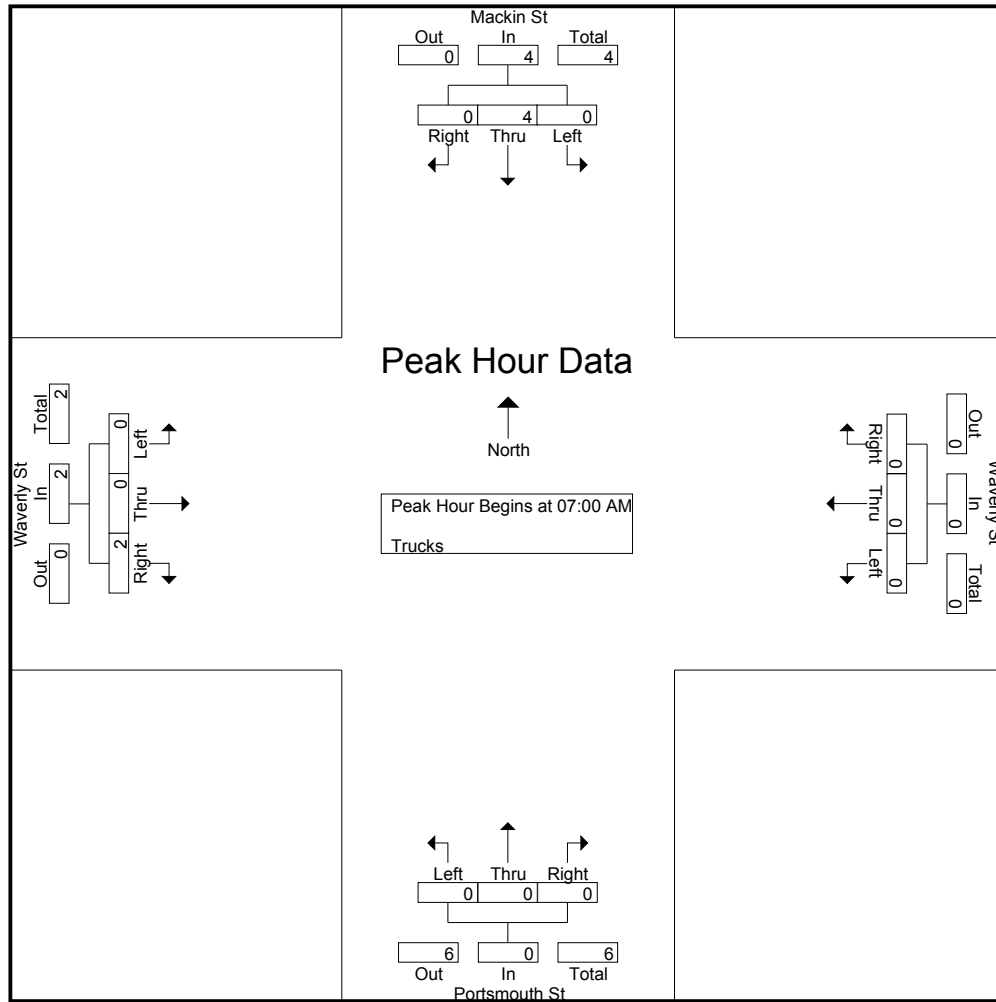 Mackin St
Out In Total
0 4 4
0 4 0
Right Thru Left
Peak Hour Data
North
Peak Hour Begins at 07:00 AM
Trucks
Waverly St
Total In Out
2 2 0
0 0 2
Left Thru Right
Right Thru Left
0 0 0
0 0 0
Out In Total
Waverly St
Left Thru Right
0 0 0
6 0 6
Out In Total
Portsmouth St